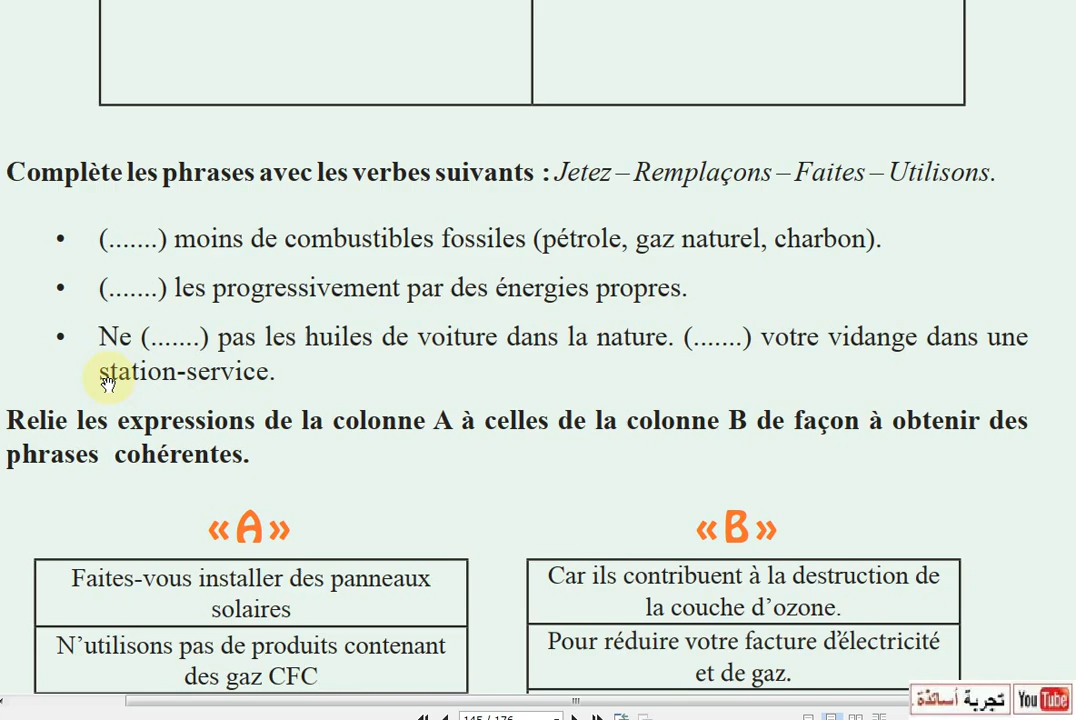 Complète les phrases avec les verbes suivants : Jetez – Remplaçons – Faites – Utilisons.
• (.......) moins de combustibles fossiles (pétrole, gaz naturel, charbon).
• (.......) les progressivement par des énergies propres.
• Ne (.......) pas les huiles de voiture dans la nature. (.......) votre vidange dans une
station-service.
Relie les expressions de la colonne A à celles de la colonne B de façon à obtenir des
phrases cohérentes.
«A»
«B»
Faites-vous installer des panneaux
solaires
Car ils contribuent à la destruction de
la couche d’ozone.
N’utilisons pas de produits contenant
des gaz CFC
Pour réduire votre facture d’électricité
et de gaz.
145 / 176
تجربة أساتذة
YouTube